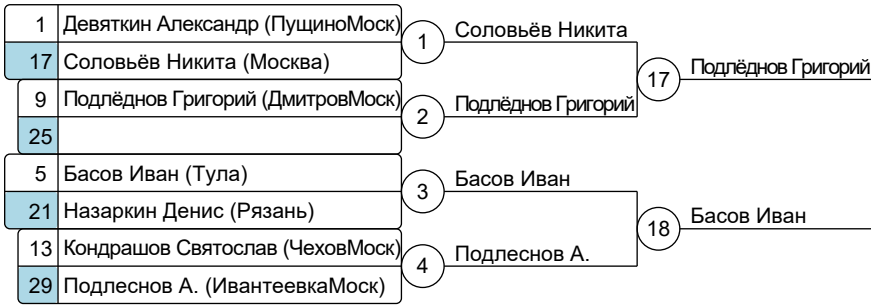 1 Девяткин Александр (ПущиноМоск)
1 Соловьёв Никита
17 Соловьёв Никита (Москва)
17 Подлёднов Григорий
9 Подлёднов Григорий (ДмитровМоск)
2 Подлёднов Григорий
25
5 Басов Иван (Тула)
3 Басов Иван
21 Назаркин Денис (Рязань)
18 Басов Иван
13 Кондрашов Святослав (ЧеховМоск)
4 Подлеснов А.
29 Подлеснов А. (ИвантеевкаМоск)